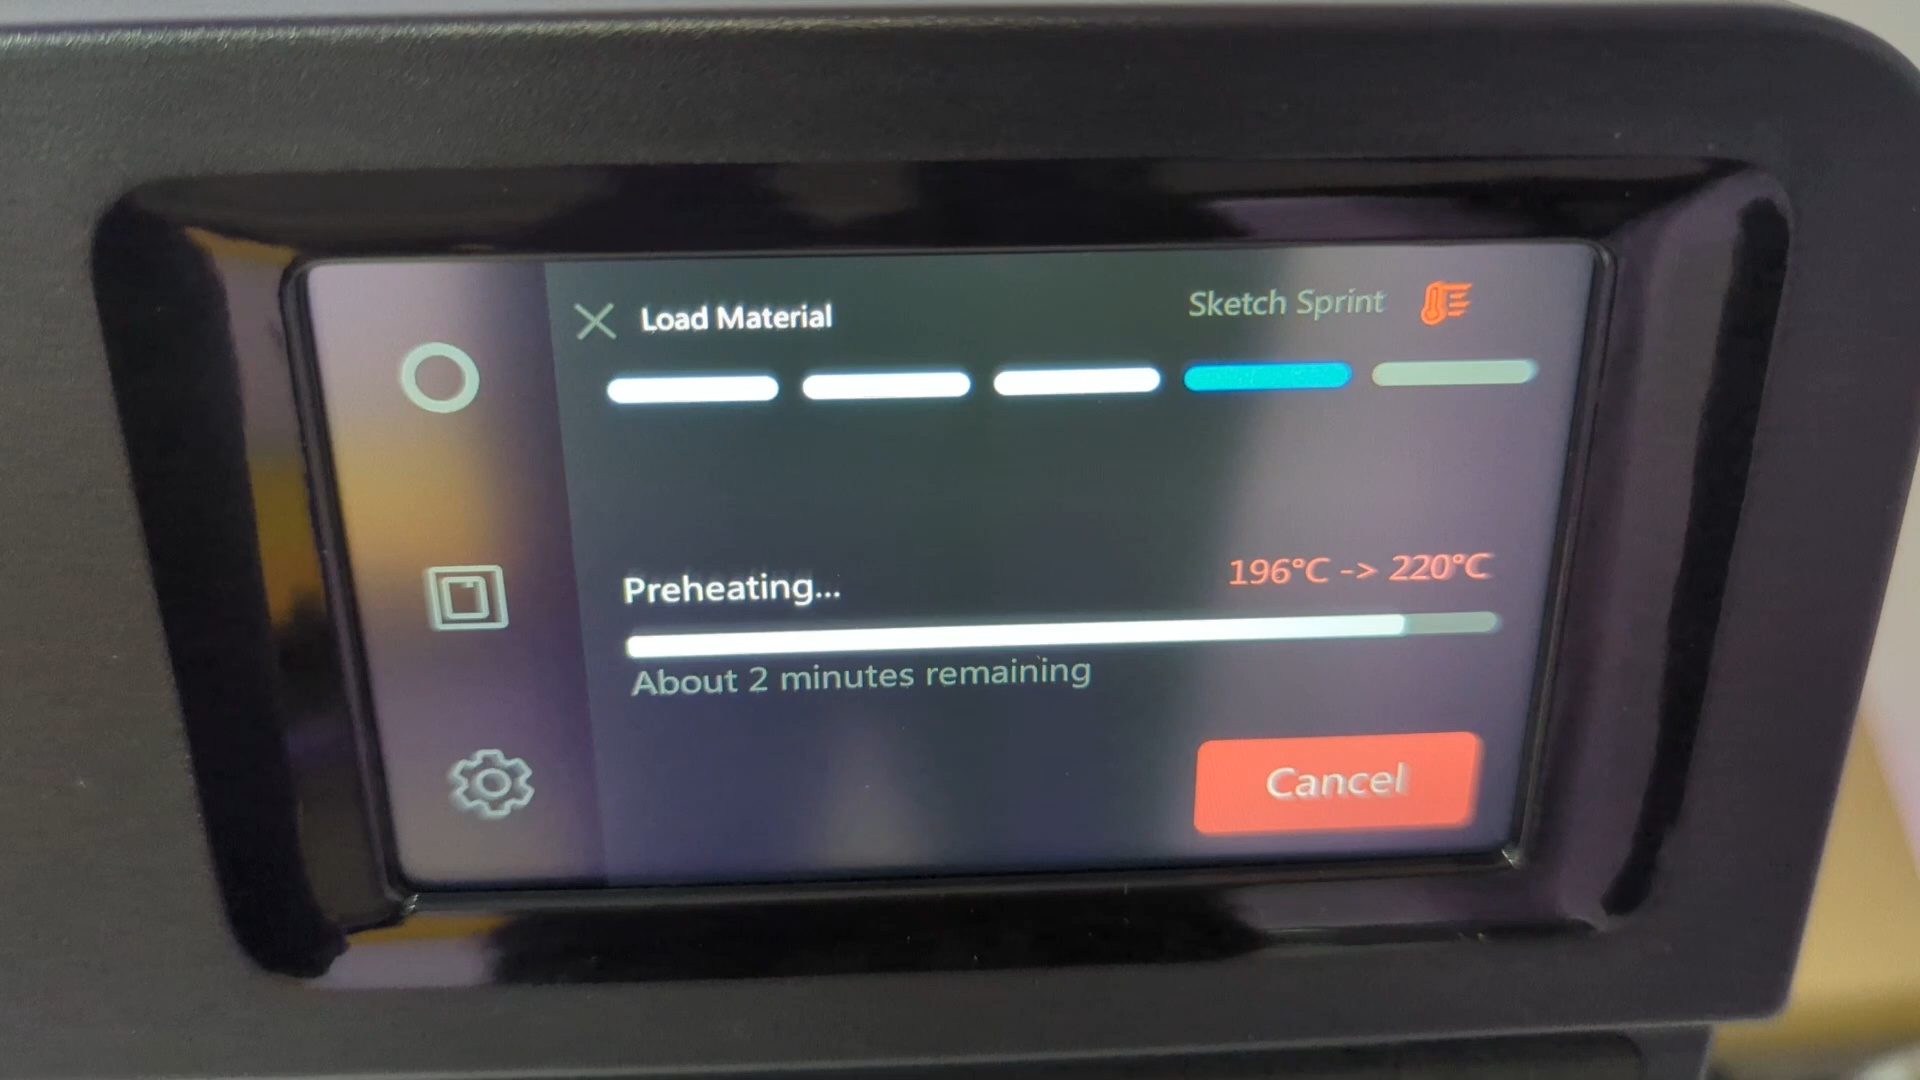 Load Material
Sketch Sprint
Preheating...
196°C -> 220°C
About 2 minutes remaining
Cancel